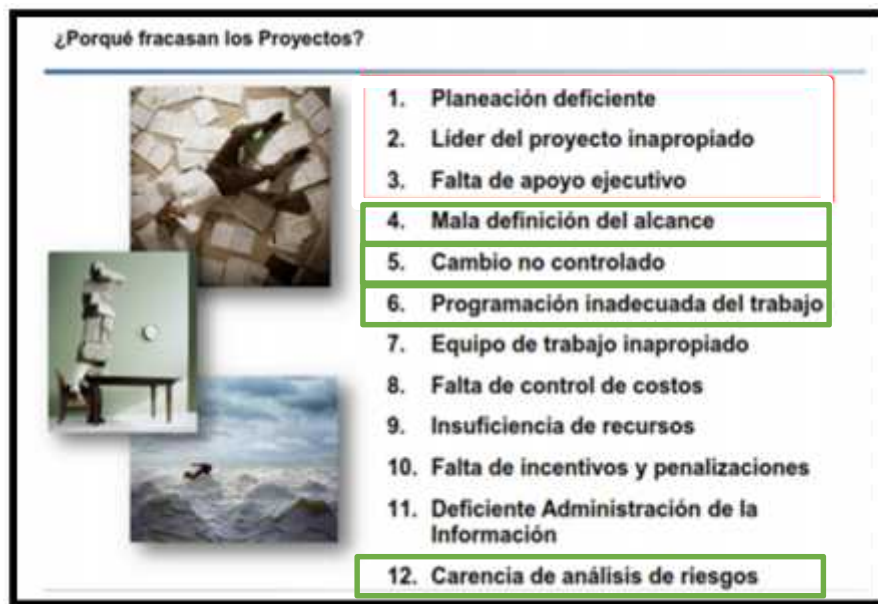 ¿Porqué fracasan los Proyectos?
1. Planeación deficiente
2. Líder del proyecto inapropiado
3. Falta de apoyo ejecutivo
4. Mala definición del alcance
5. Cambio no controlado
6. Programación inadecuada del trabajo
7. Equipo de trabajo inapropiado
8. Falta de control de costos
9. Insuficiencia de recursos
10. Falta de incentivos y penalizaciones
11. Deficiente Administración de la
Información
12. Carencia de análisis de riesgos